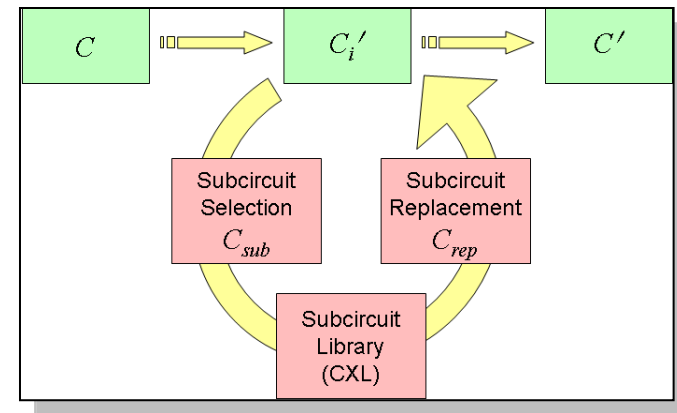 C
C_i′
C′
Subcircuit
Selection
C_sub
Subcircuit
Replacement
C_rep
Subcircuit
Library
(CXL)